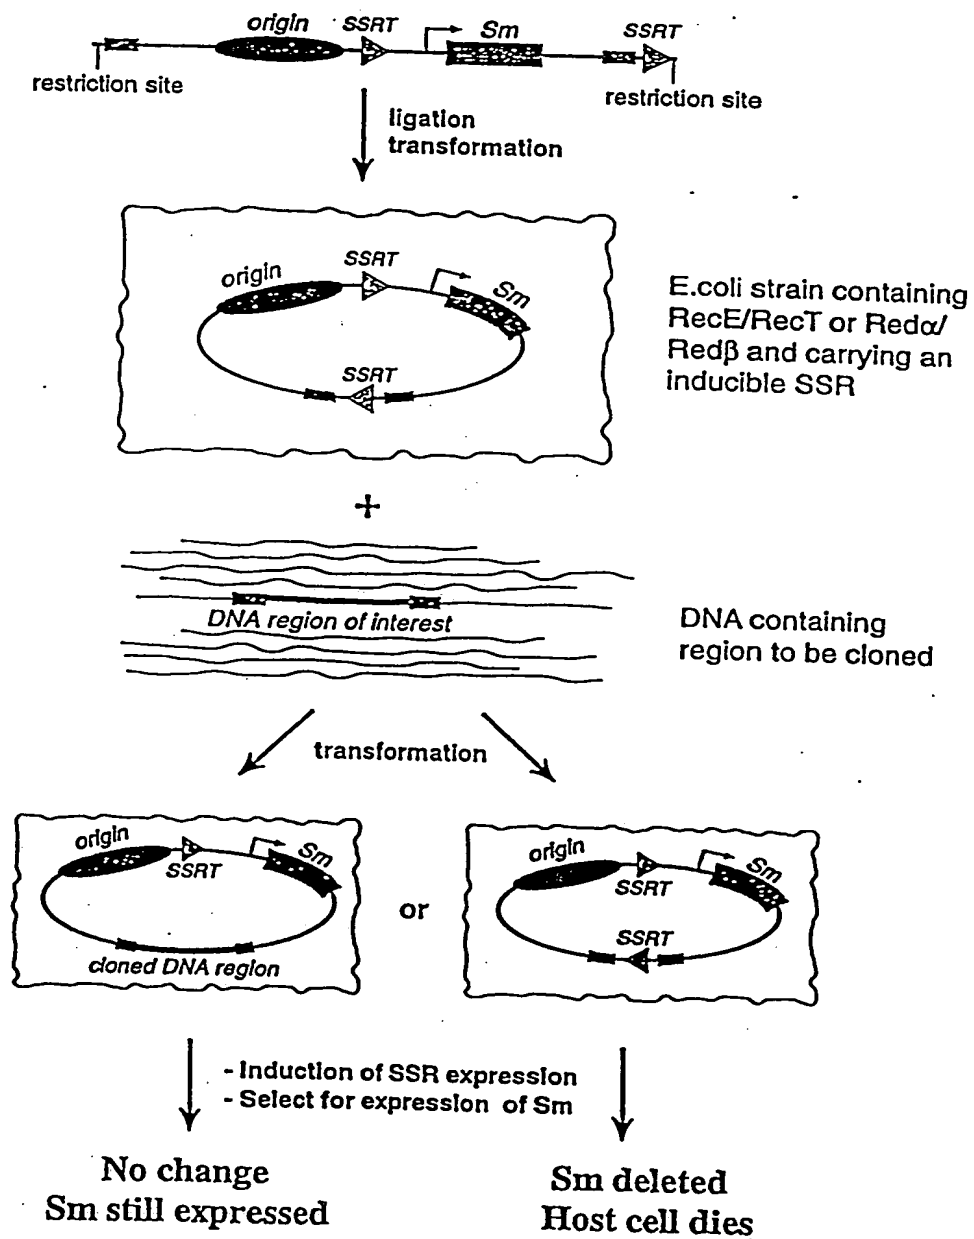 origin SSRT Sm SSRT
restriction site
restriction site
ligation
transformation
SSRT
origin
Sm
SSRT
E.coli strain containing
RecE/RecT or Redα/
Redβ and carrying an
inducible SSR
+
DNA region of interest
DNA containing
region to be cloned
transformation
origin
SSRT
Sm
cloned DNA region
or
origin
SSRT
Sm
SSRT
- Induction of SSR expression
- Select for expression of Sm
No change
Sm still expressed
Sm deleted
Host cell dies